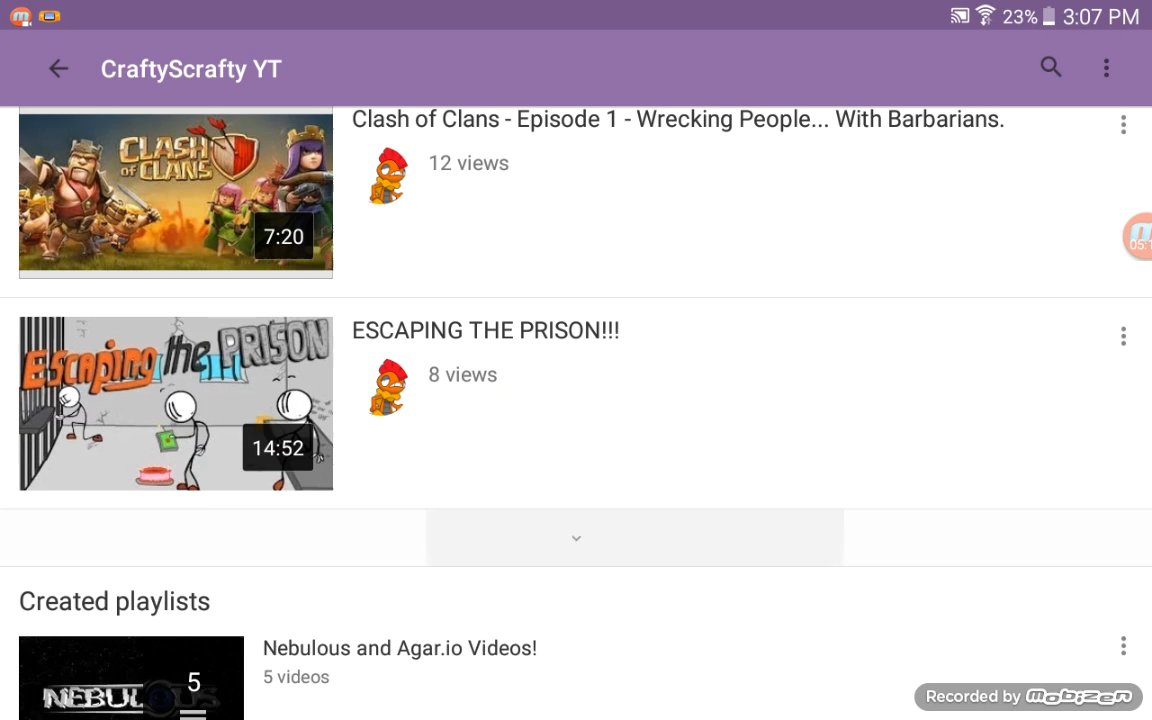 23% 3:07 PM
CraftyScrafty YT
Clash of Clans - Episode 1 - Wrecking People... With Barbarians.
12 views
CLASH
of CLANS
7:20
05:1
ESCAPING THE PRISON!!!
8 views
Escaping the PRISON
14:52
Created playlists
Nebulous and Agar.io Videos!
5 videos
5
Recorded by mobizen